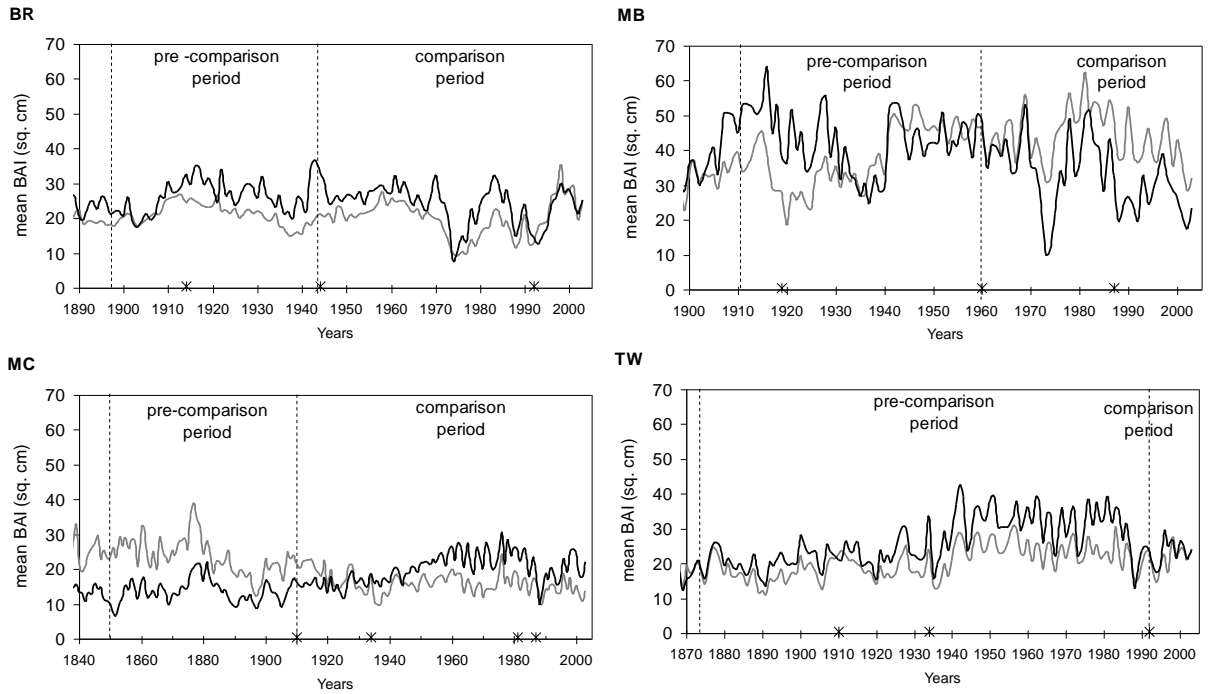 BR
pre -comparison
period
comparison
period
mean BAI (sq. cm)
70
60
50
40
30
20
10
0
1890 1900 1910 1920 1930 1940 1950 1960 1970 1980 1990 2000
Years
MB
pre-comparison
period
comparison
period
mean BAI (sq. cm)
70
60
50
40
30
20
10
0
1900 1910 1920 1930 1940 1950 1960 1970 1980 1990 2000
Years
MC
pre-comparison
period
comparison
period
mean BAI (sq. cm)
70
60
50
40
30
20
10
0
1840 1860 1880 1900 1920 1940 1960 1980 2000
Years
TW
pre-comparison
period
comparison
period
mean BAI (sq. cm)
70
60
50
40
30
20
10
0
1870 1880 1890 1900 1910 1920 1930 1940 1950 1960 1970 1980 1990 2000
Years